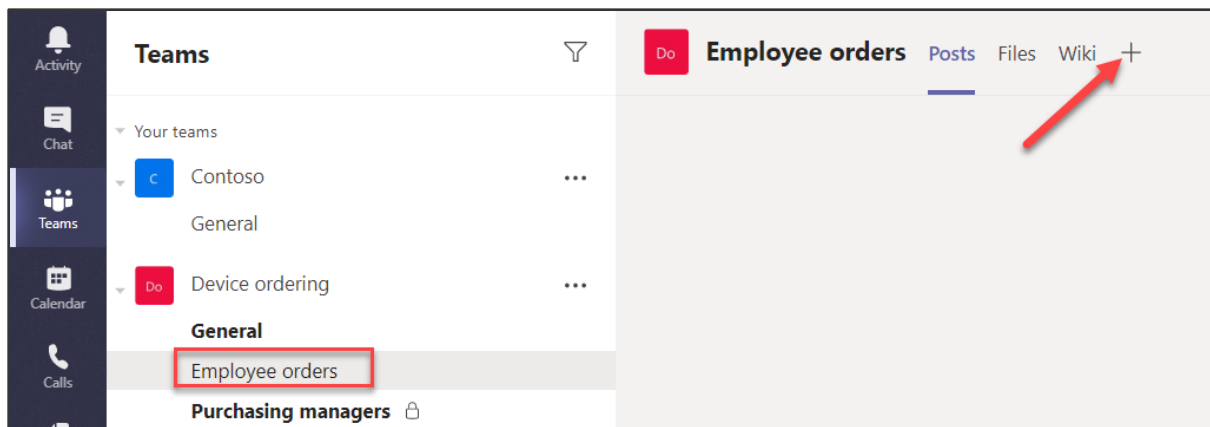 Activity
Chat
Teams
Calendar
Calls
Teams
Your teams
C Contoso
General
Do Device ordering
General
Employee orders
Purchasing managers
Do Employee orders Posts Files Wiki +